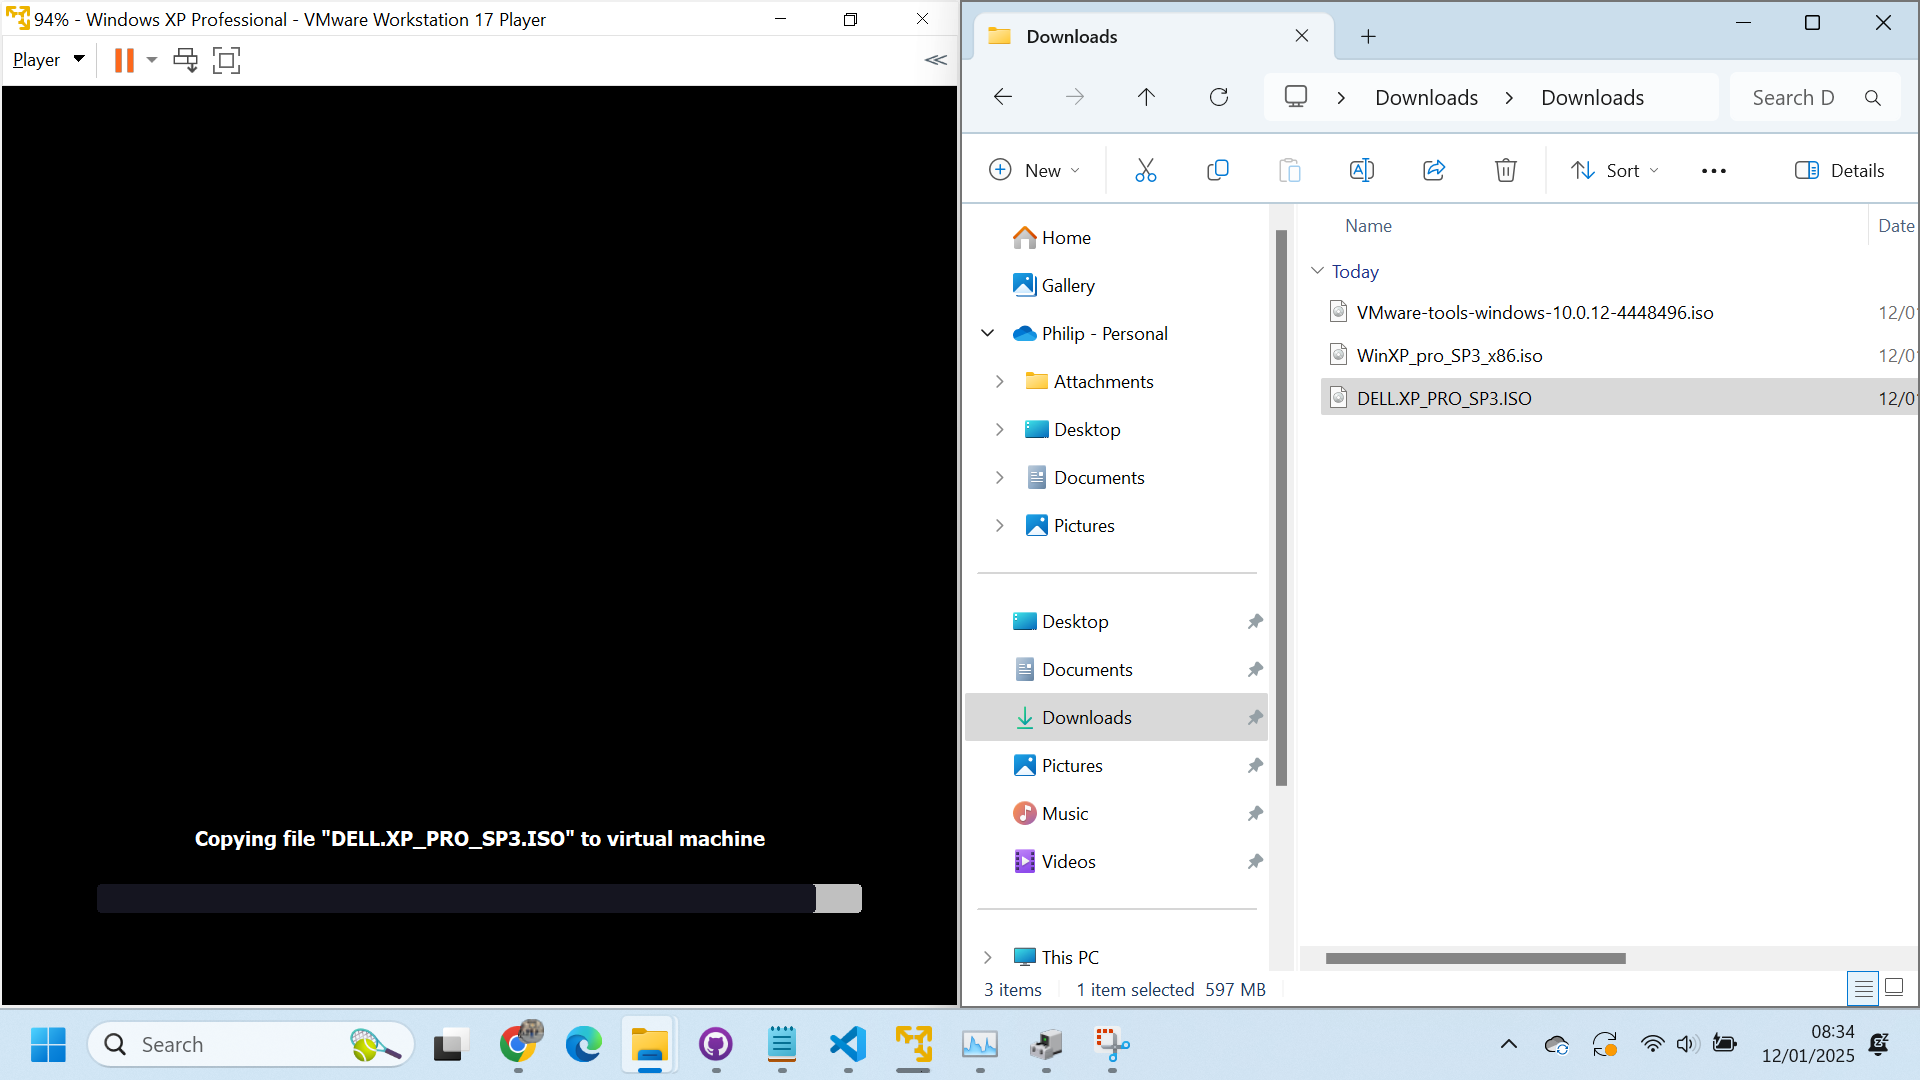 94% - Windows XP Professional - VMware Workstation 17 Player
Player
Copying file "DELL.XP_PRO_SP3.ISO" to virtual machine
Downloads
Downloads
Downloads
Search D
New
Sort
Details
Home
Gallery
Philip - Personal
Attachments
Desktop
Documents
Pictures
Desktop
Documents
Downloads
Pictures
Music
Videos
This PC
Name
Date
Today
VMware-tools-windows-10.0.12-4448496.iso
12/0
WinXP_pro_SP3_x86.iso
12/0
DELL.XP_PRO_SP3.ISO
12/0
3 items
1 item selected 597 MB
Search
08:34
12/01/2025